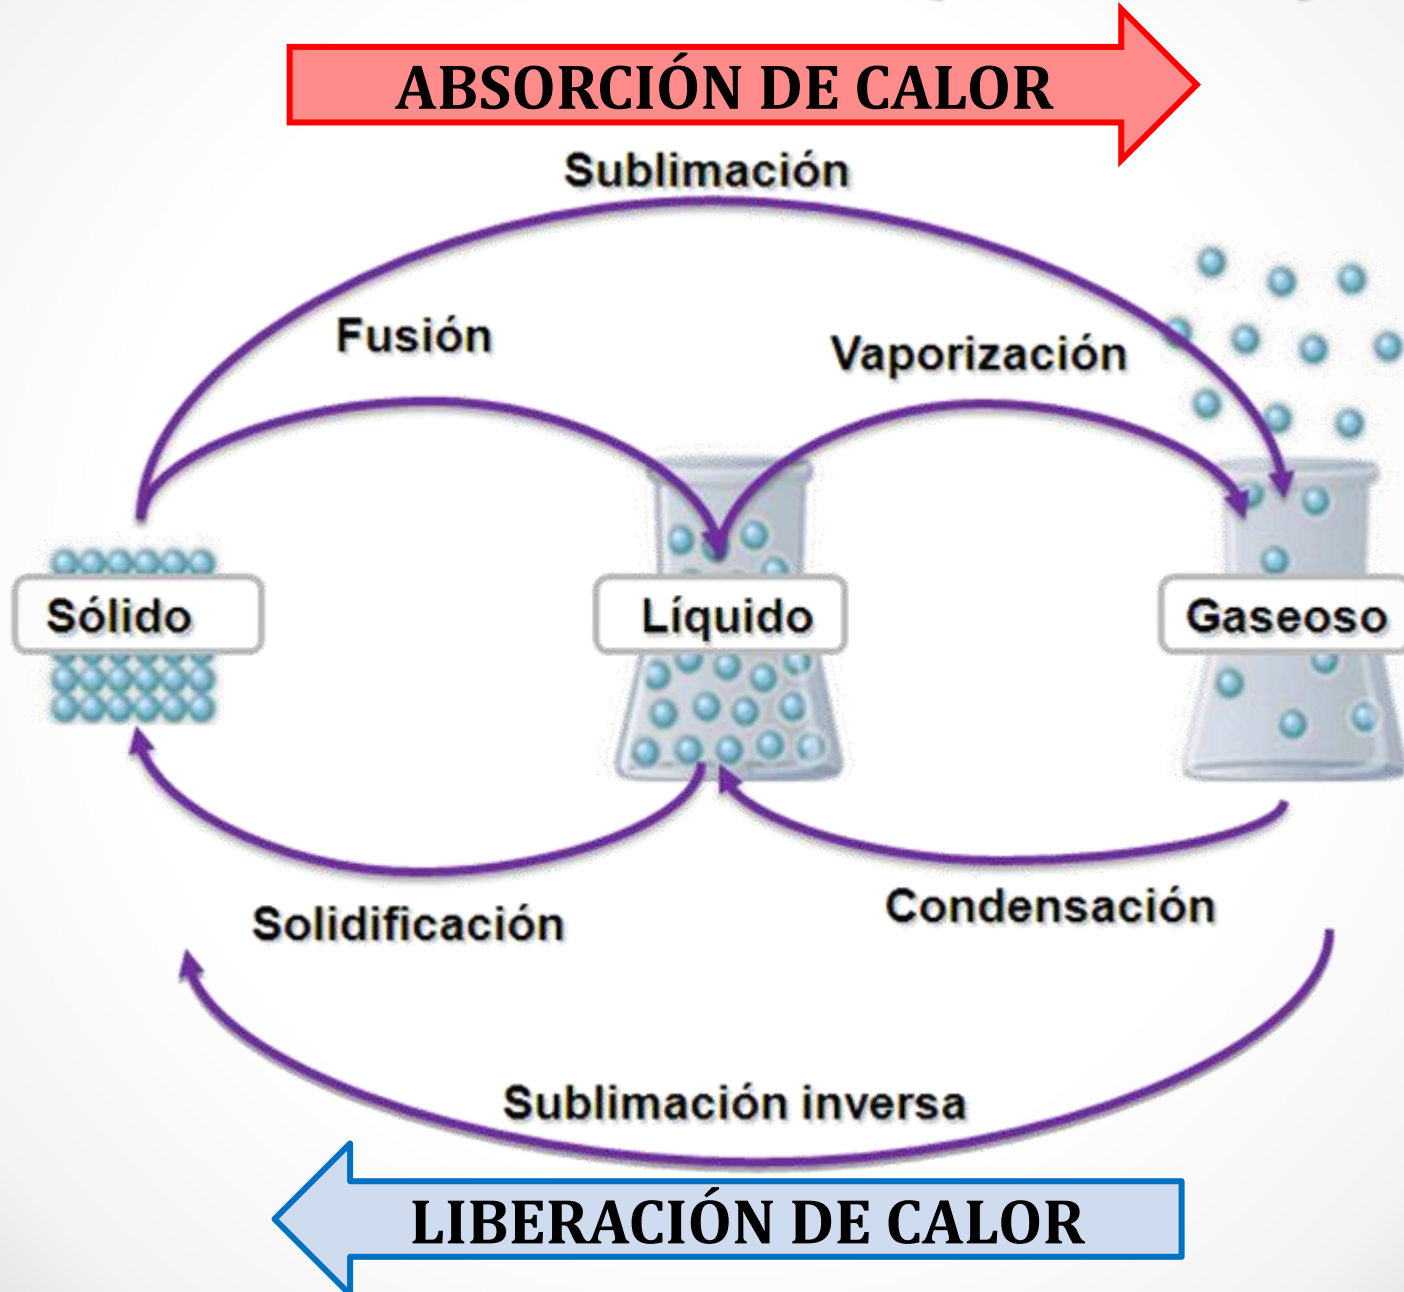 ABSORCIÓN DE CALOR
Sublimación
Fusión
Vaporización
Sólido
Líquido
Gaseoso
Solidificación
Condensación
Sublimación inversa
LIBERACIÓN DE CALOR